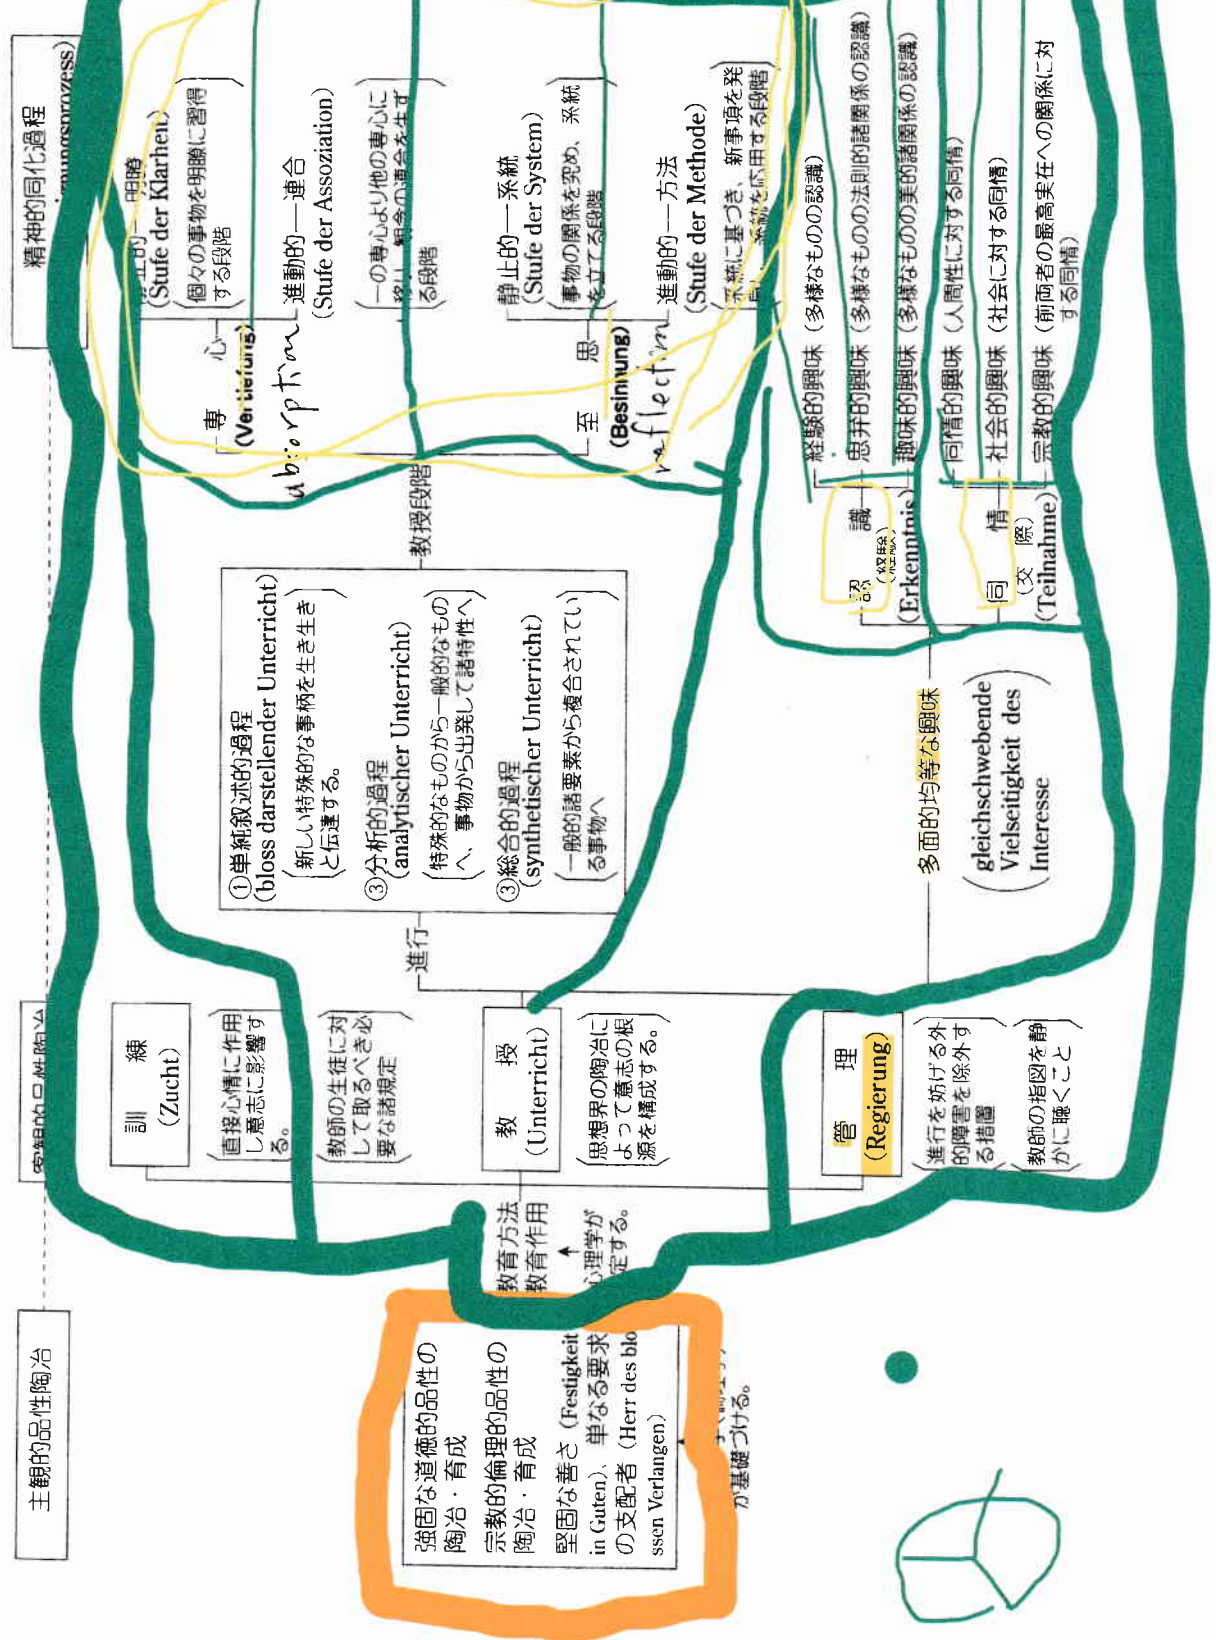 主観的品性陶冶
強固な道徳的品性の
陶冶・育成
宗教的倫理的品性の
陶冶・育成
堅固な善さ（Festigkeit
in Guten）、単なる要求
の支配者（Herr des blo
ssen Verlangen）
が基礎づける。
教育方法
教育作用
↑
心理学が
定する。
客観的品性陶冶
訓練
(Zucht)
直接心情に作用
し意志に影響す
る。
教師の生徒に対
して取るべき必
要な諸規定
教授
(Unterricht)
思想界の陶冶に
よって意志の根
源を構成する。
管理
(Regierung)
進行を妨げる外
的障害を除外す
る措置
教師の指図を静
かに聴くこと
進行
①単純叙述的過程
(bloss darstellender Unterricht)
新しい特殊的な事柄を生き生き
と伝達する。
③分析的過程
(analytischer Unterricht)
特殊的なものから一般的なもの
へ、事物から出発して諸特性へ
③総合的過程
(synthetischer Unterricht)
一般的諸要素から複合されてい
る事物へ
教授段階
多面的均等な興味
gleichschwebende
Vielseitigkeit des
Interesse
精神的同化過程
専心
(Vertiefung)
absorption
明瞭
(Stufe der Klarheit)
個々の事物を明瞭に習得
する段階
進動的―連合
(Stufe der Assoziation)
一の専心より他の専心に
移り、観念の連合を生ず
る段階
至思
(Besinnung)
reflection
静止的―系統
(Stufe der System)
事物の関係を究め、系統
を立てる段階
進動的―方法
(Stufe der Methode)
系統に基づき、新事項を発
系統を応用する段階
認識
(経験)
(Erkenntnis)
経験的興味（多様なものの認識）
思弁的興味（多様なものの法則的諸関係の認識）
趣味的興味（多様なものの美的諸関係の認識）
同情
(交際)
(Teilnahme)
同情的興味（人間性に対する同情）
社会的興味（社会に対する同情）
宗教的興味（前両者の最高実在への関係に対
する同情）